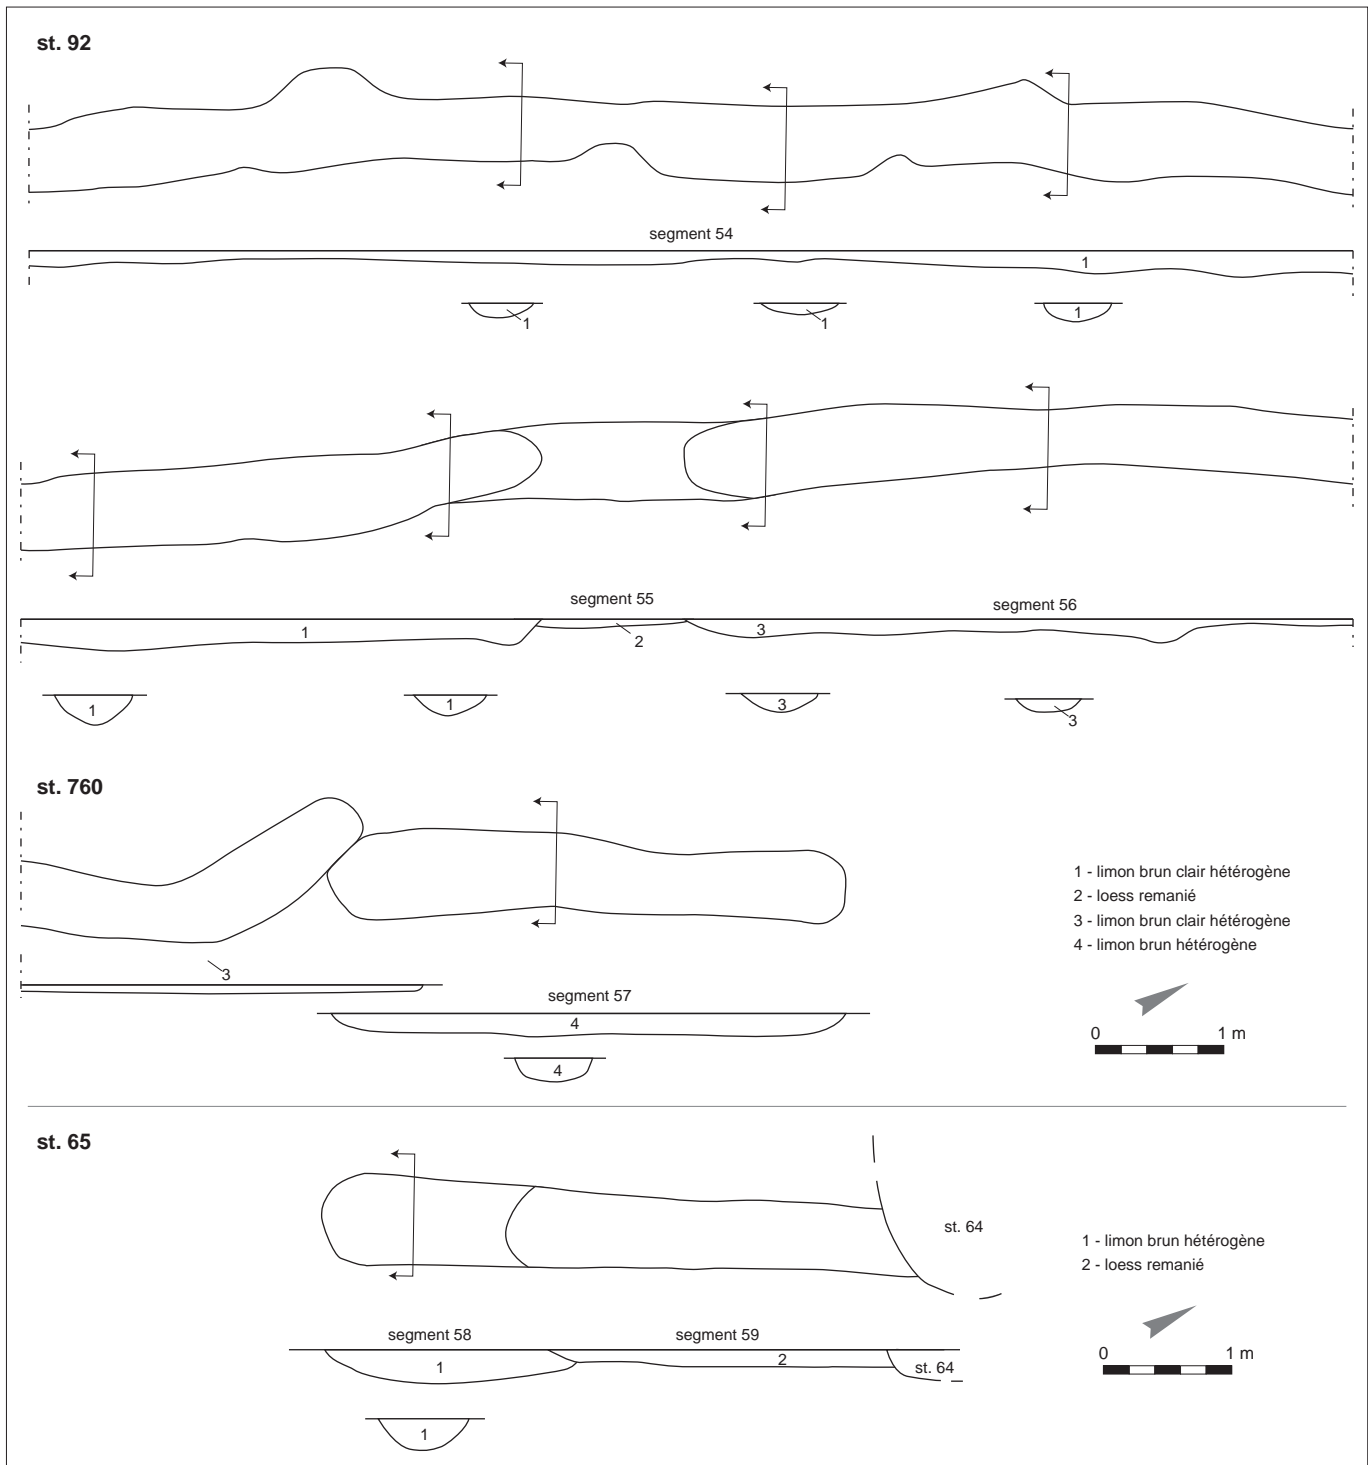 st. 92
segment 54
1
1
1
1
segment 55
segment 56
1
2
3
1
1
3
3
st. 760
1 - limon brun clair hétérogène
2 - loess remanié
3 - limon brun clair hétérogène
4 - limon brun hétérogène
3
segment 57
4
0 1 m
4
st. 65
st. 64
1 - limon brun hétérogène
2 - loess remanié
segment 58
segment 59
1
2
st. 64
0 1 m
1